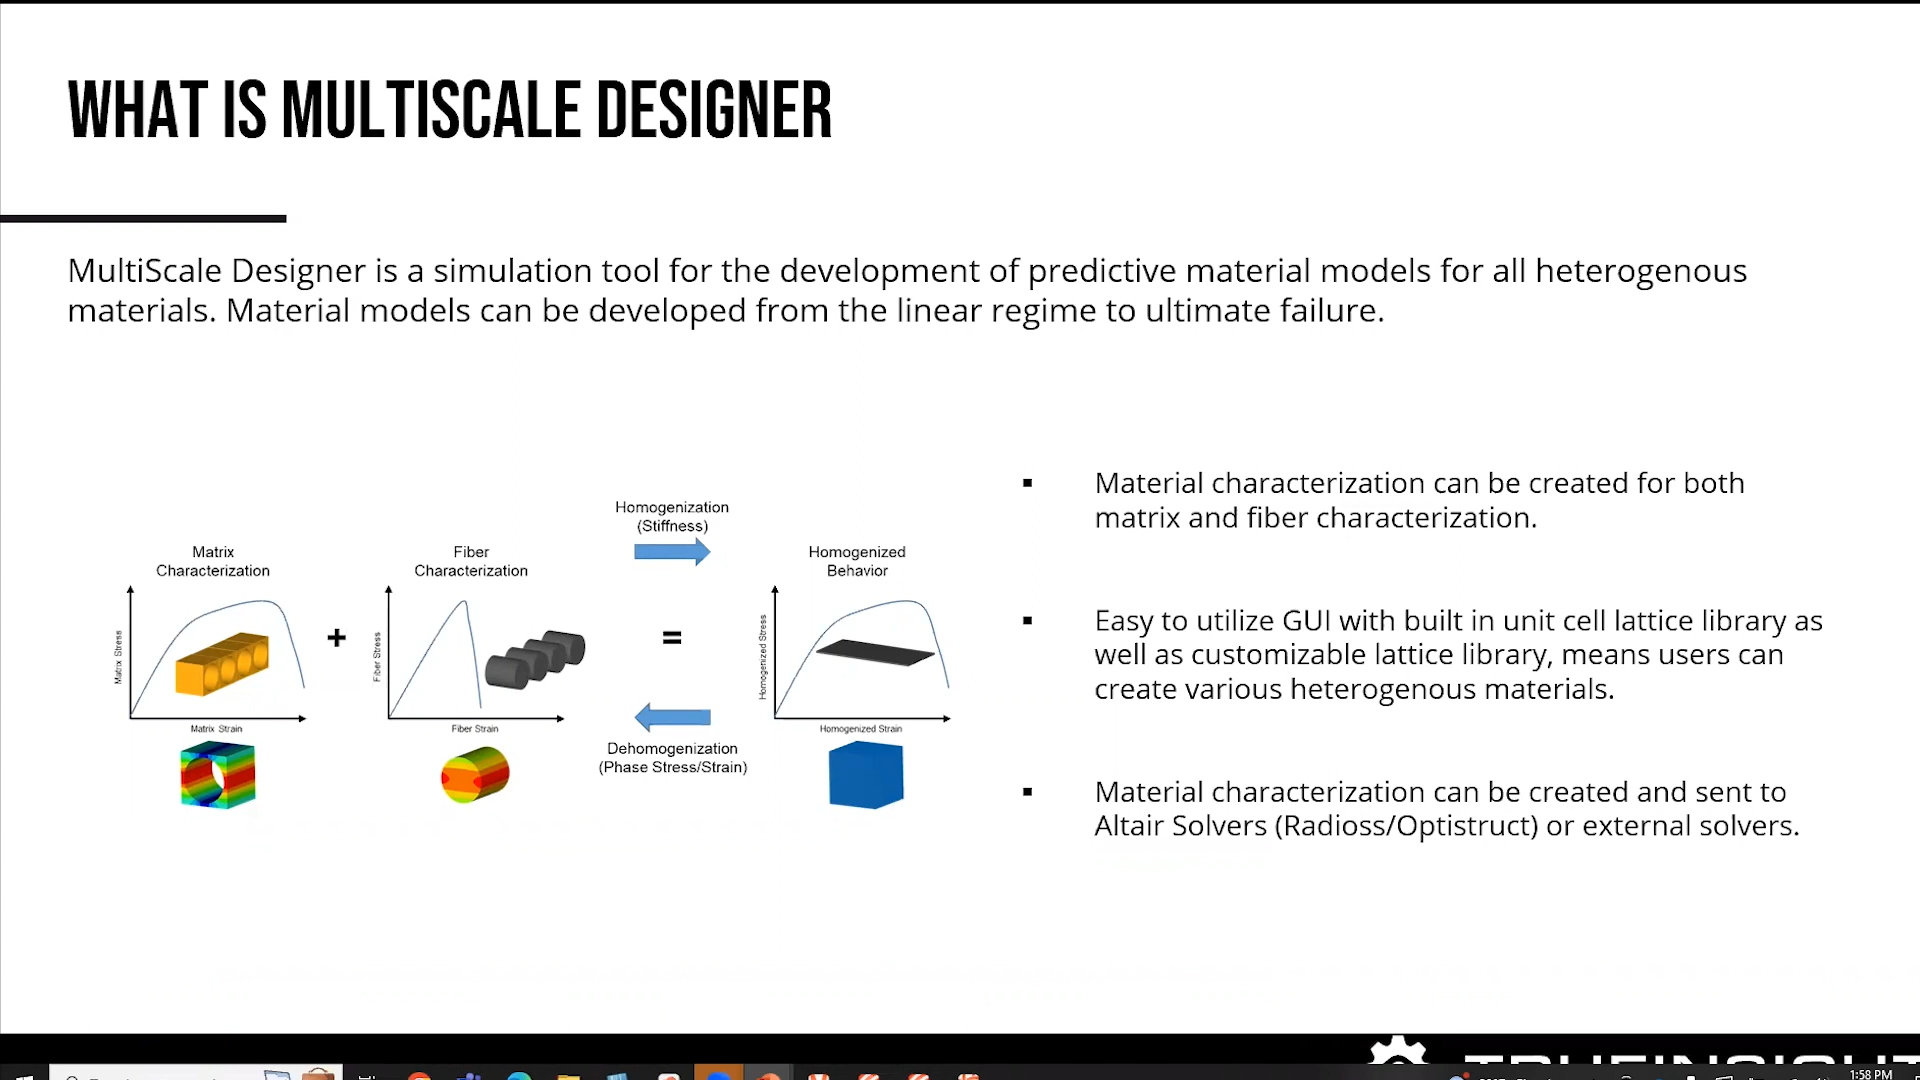 WHAT IS MULTISCALE DESIGNER
MultiScale Designer is a simulation tool for the development of predictive material models for all heterogenous
materials. Material models can be developed from the linear regime to ultimate failure.
Homogenization
(Stiffness)
Matrix
Characterization
Fiber
Characterization
Homogenized
Behavior
Matrix Stress
+
Fiber Stress
=
Homogenized Stress
Matrix Strain
Fiber Strain
Homogenized Strain
Dehomogenization
(Phase Stress/Strain)
▪ Material characterization can be created for both
matrix and fiber characterization.
▪ Easy to utilize GUI with built in unit cell lattice library as
well as customizable lattice library, means users can
create various heterogenous materials.
▪ Material characterization can be created and sent to
Altair Solvers (Radioss/Optistruct) or external solvers.
TRUEINSIGHT
1:58 PM